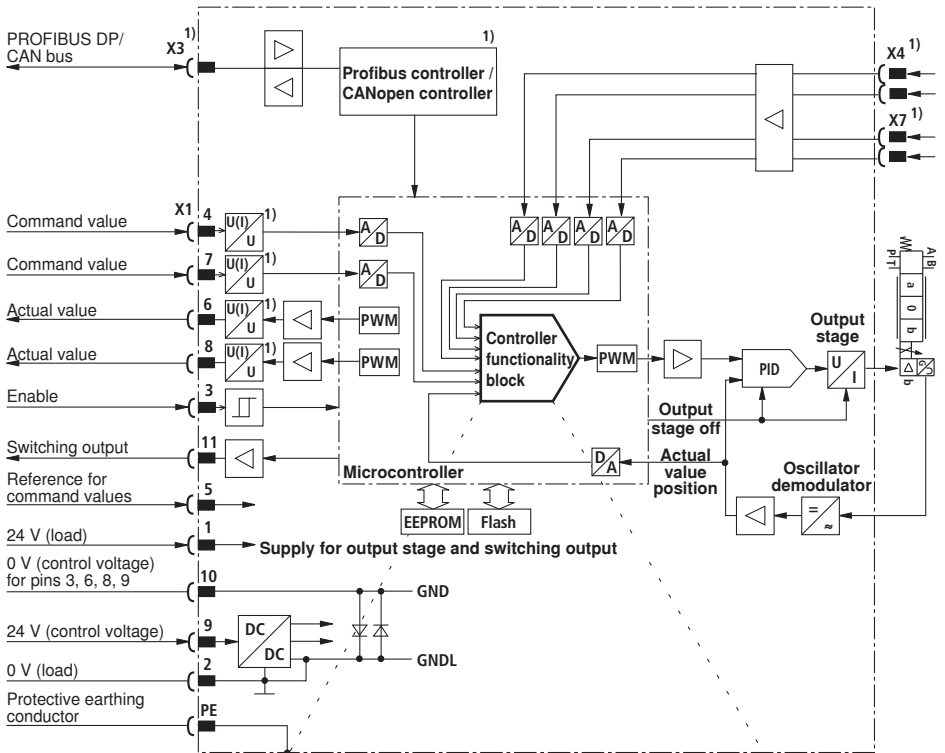 PROFIBUS DP/
CAN bus
X3 1)
1)
Profibus controller /
CANopen controller
X4 1)
X7 1)
X1
Command value
4
U(I)
U
1)
A
D
A
D
A
D
A
D
A
D
Command value
7
U(I)
U
1)
A
D
Actual value
6
U(I)
U
1)
PWM
Actual value
8
U(I)
U
1)
PWM
Enable
3
Switching output
11
Reference for
command values
5
24 V (load)
1
0 V (control voltage)
for pins 3, 6, 8, 9
10
24 V (control voltage)
9
0 V (load)
2
Protective earthing
conductor
PE
Controller
functionality
block
PWM
PID
Output
stage
U
I
P T
A B
a
0
b
b
Output
stage off
D
A
Microcontroller
Actual
value
position
Oscillator
demodulator
=
≈
EEPROM
Flash
Supply for output stage and switching output
GND
DC
DC
GNDL